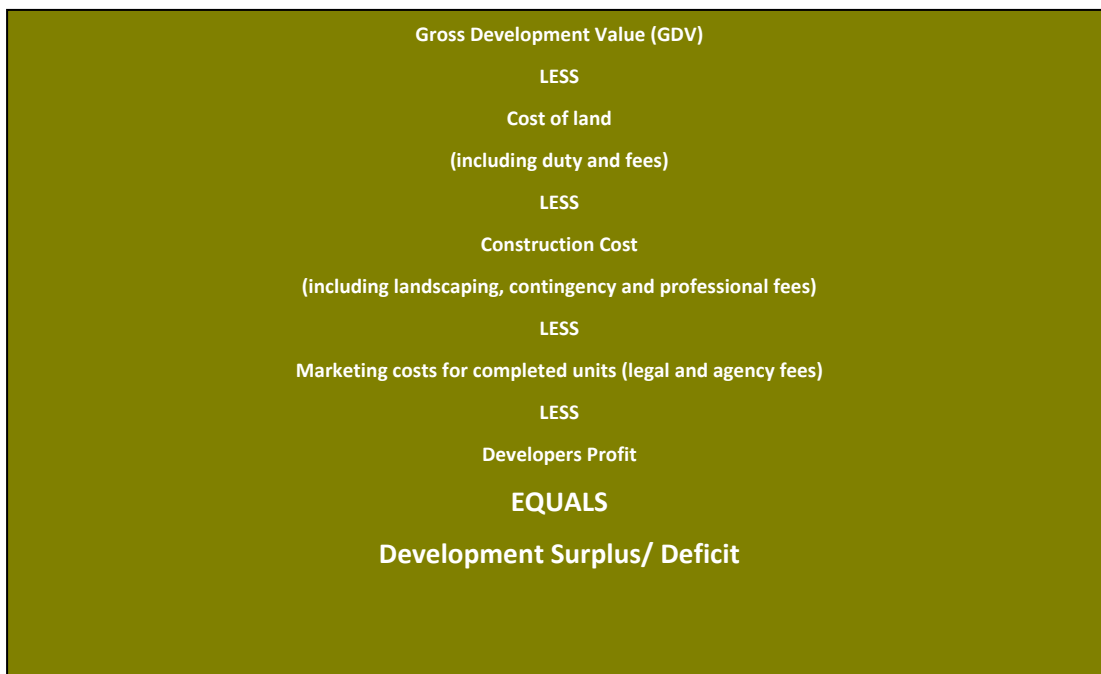 Gross Development Value (GDV)
LESS
Cost of land
(including duty and fees)
LESS
Construction Cost
(including landscaping, contingency and professional fees)
LESS
Marketing costs for completed units (legal and agency fees)
LESS
Developers Profit
EQUALS
Development Surplus/ Deficit